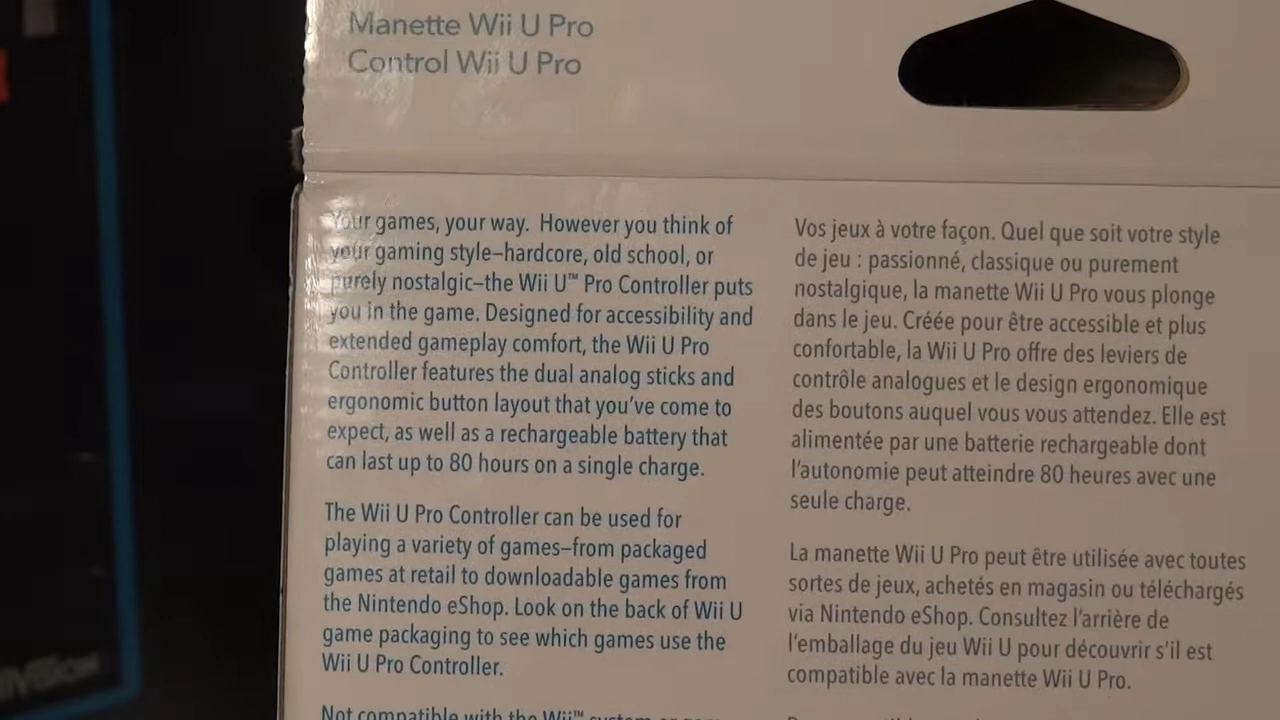 Manette Wii U Pro
Control Wii U Pro
Your games, your way. However you think of
your gaming style–hardcore, old school, or
purely nostalgic–the Wii U™ Pro Controller puts
you in the game. Designed for accessibility and
extended gameplay comfort, the Wii U Pro
Controller features the dual analog sticks and
ergonomic button layout that you've come to
expect, as well as a rechargeable battery that
can last up to 80 hours on a single charge.
The Wii U Pro Controller can be used for
playing a variety of games–from packaged
games at retail to downloadable games from
the Nintendo eShop. Look on the back of Wii U
game packaging to see which games use the
Wii U Pro Controller.
Not compatible with the Wii™ system or
Vos jeux à votre façon. Quel que soit votre style
de jeu : passionné, classique ou purement
nostalgique, la manette Wii U Pro vous plonge
dans le jeu. Créée pour être accessible et plus
confortable, la Wii U Pro offre des leviers de
contrôle analogues et le design ergonomique
des boutons auquel vous vous attendez. Elle est
alimentée par une batterie rechargeable dont
l'autonomie peut atteindre 80 heures avec une
seule charge.
La manette Wii U Pro peut être utilisée avec toutes
sortes de jeux, achetés en magasin ou téléchargés
via Nintendo eShop. Consultez l'arrière de
l'emballage du jeu Wii U pour découvrir s'il est
compatible avec la manette Wii U Pro.